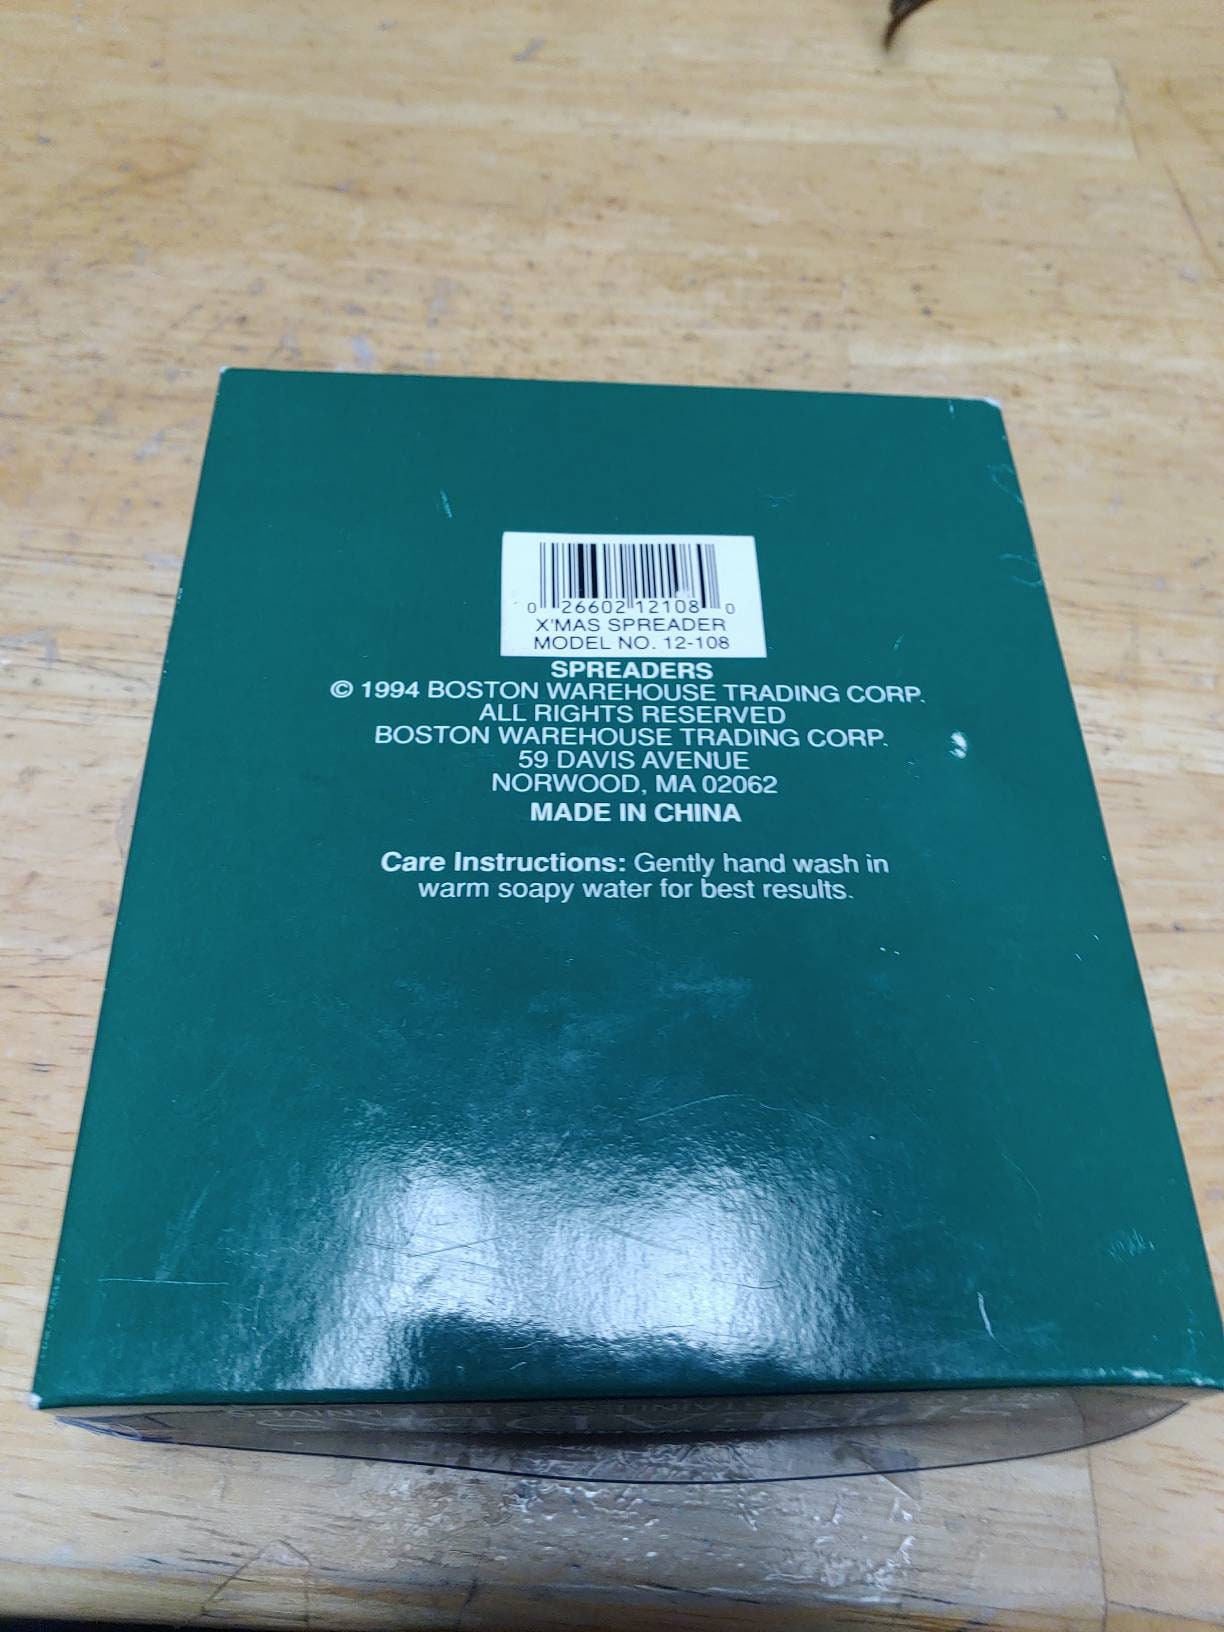 0 26602 12108 0
X'MAS SPREADER
MODEL NO. 12-108
SPREADERS
© 1994 BOSTON WAREHOUSE TRADING CORP.
ALL RIGHTS RESERVED
BOSTON WAREHOUSE TRADING CORP.
59 DAVIS AVENUE
NORWOOD, MA 02062
MADE IN CHINA
Care Instructions: Gently hand wash in
warm soapy water for best results.